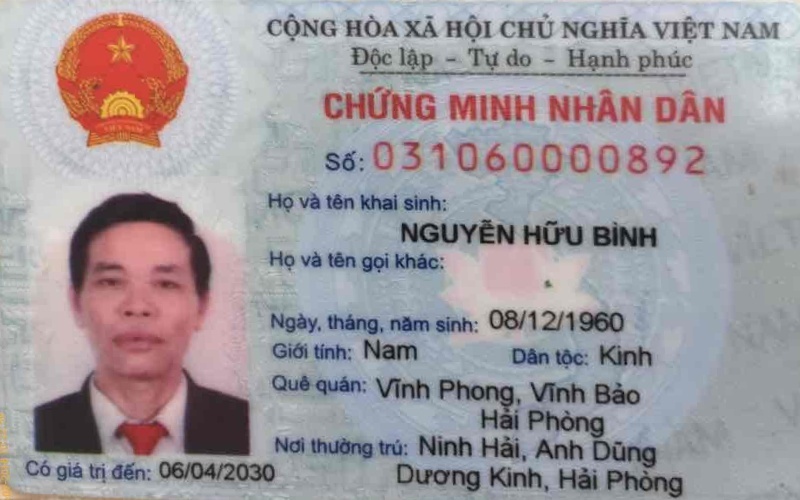 CỘNG HÒA XÃ HỘI CHỦ NGHĨA VIỆT NAM
Độc lập - Tự do - Hạnh phúc
CHỨNG MINH NHÂN DÂN
Số: 031060000892
Họ và tên khai sinh:
NGUYỄN HỮU BÌNH
Họ và tên gọi khác:
Ngày, tháng, năm sinh: 08/12/1960
Giới tính: Nam Dân tộc: Kinh
Quê quán: Vĩnh Phong, Vĩnh Bảo
Hải Phòng
Nơi thường trú: Ninh Hải, Anh Dũng
Dương Kinh, Hải Phòng
Có giá trị đến: 06/04/2030
VIỆT NAM